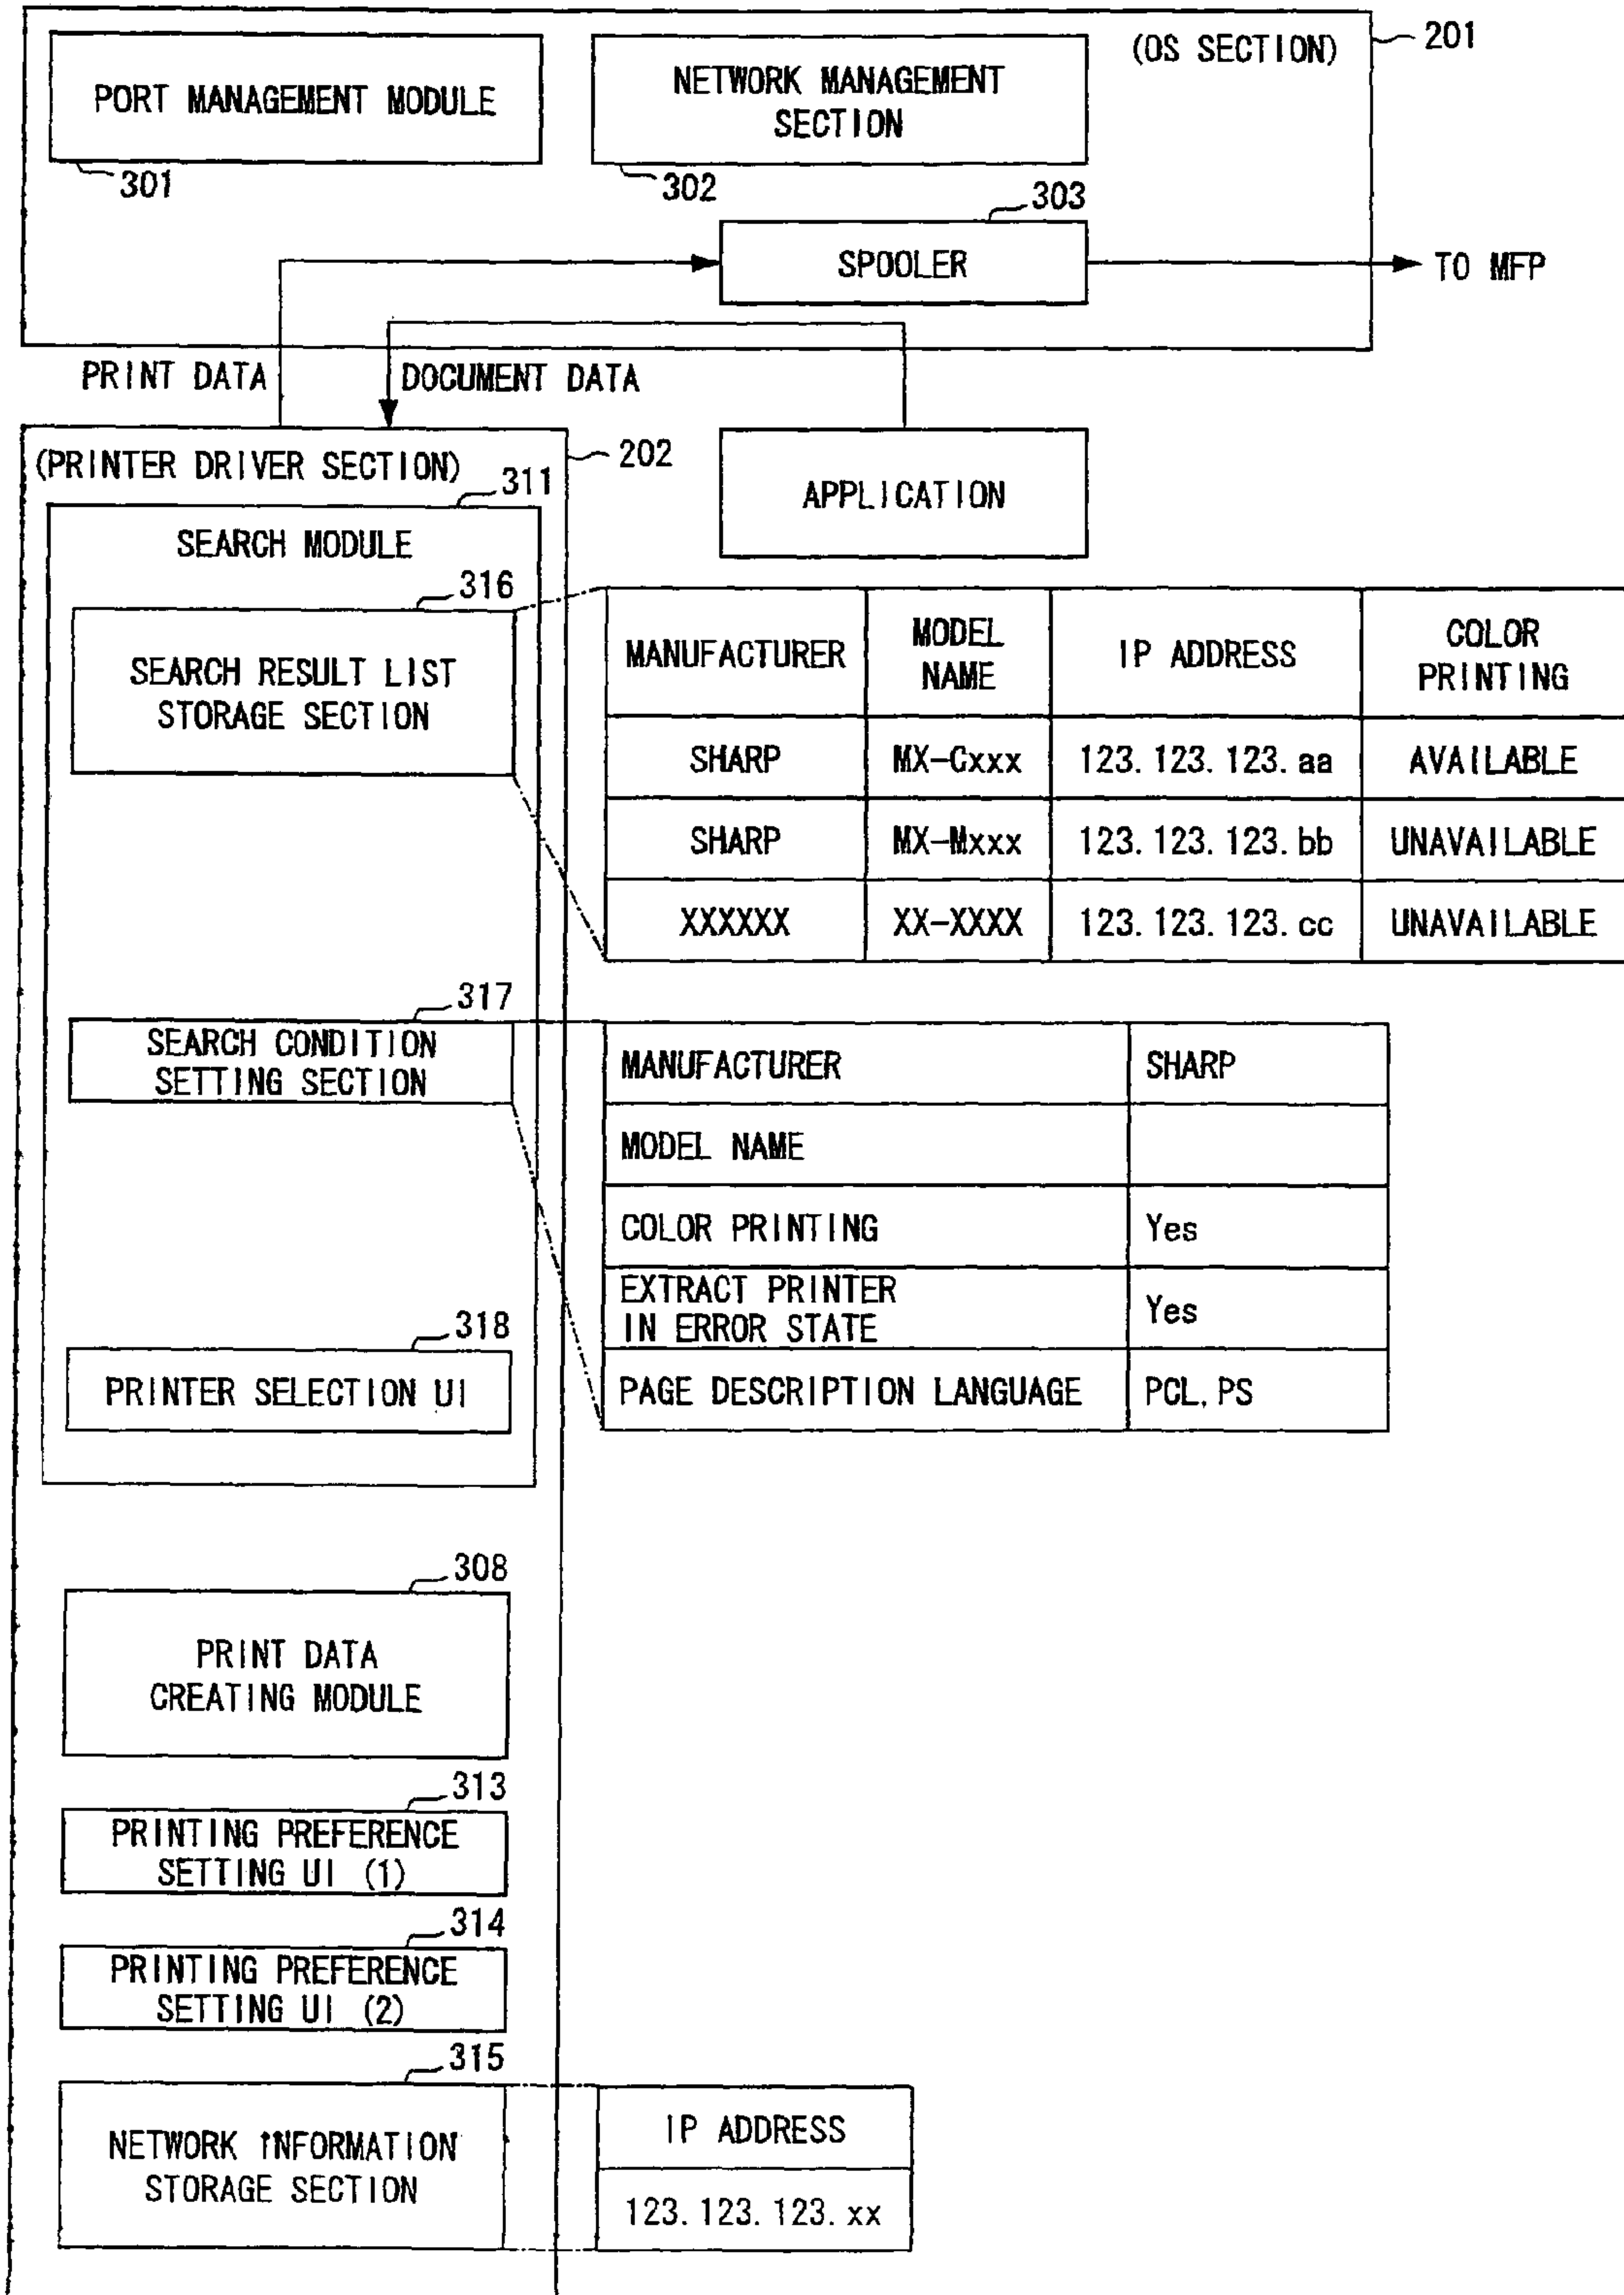 (OS SECTION)
201
PORT MANAGEMENT MODULE
301
NETWORK MANAGEMENT
SECTION
302
303
SPOOLER
TO MFP
PRINT DATA
DOCUMENT DATA
(PRINTER DRIVER SECTION)
202
APPLICATION
311
SEARCH MODULE
316
SEARCH RESULT LIST
STORAGE SECTION
MANUFACTURER
MODEL
NAME
IP ADDRESS
COLOR
PRINTING
SHARP
MX-Cxxx
123.123.123.aa
AVAILABLE
SHARP
MX-Mxxx
123.123.123.bb
UNAVAILABLE
XXXXXX
XX-XXXX
123.123.123.cc
UNAVAILABLE
317
SEARCH CONDITION
SETTING SECTION
MANUFACTURER
SHARP
MODEL NAME
COLOR PRINTING
Yes
EXTRACT PRINTER
IN ERROR STATE
Yes
PAGE DESCRIPTION LANGUAGE
PCL, PS
318
PRINTER SELECTION UI
308
PRINT DATA
CREATING MODULE
313
PRINTING PREFERENCE
SETTING UI (1)
314
PRINTING PREFERENCE
SETTING UI (2)
315
NETWORK INFORMATION
STORAGE SECTION
IP ADDRESS
123.123.123.xx